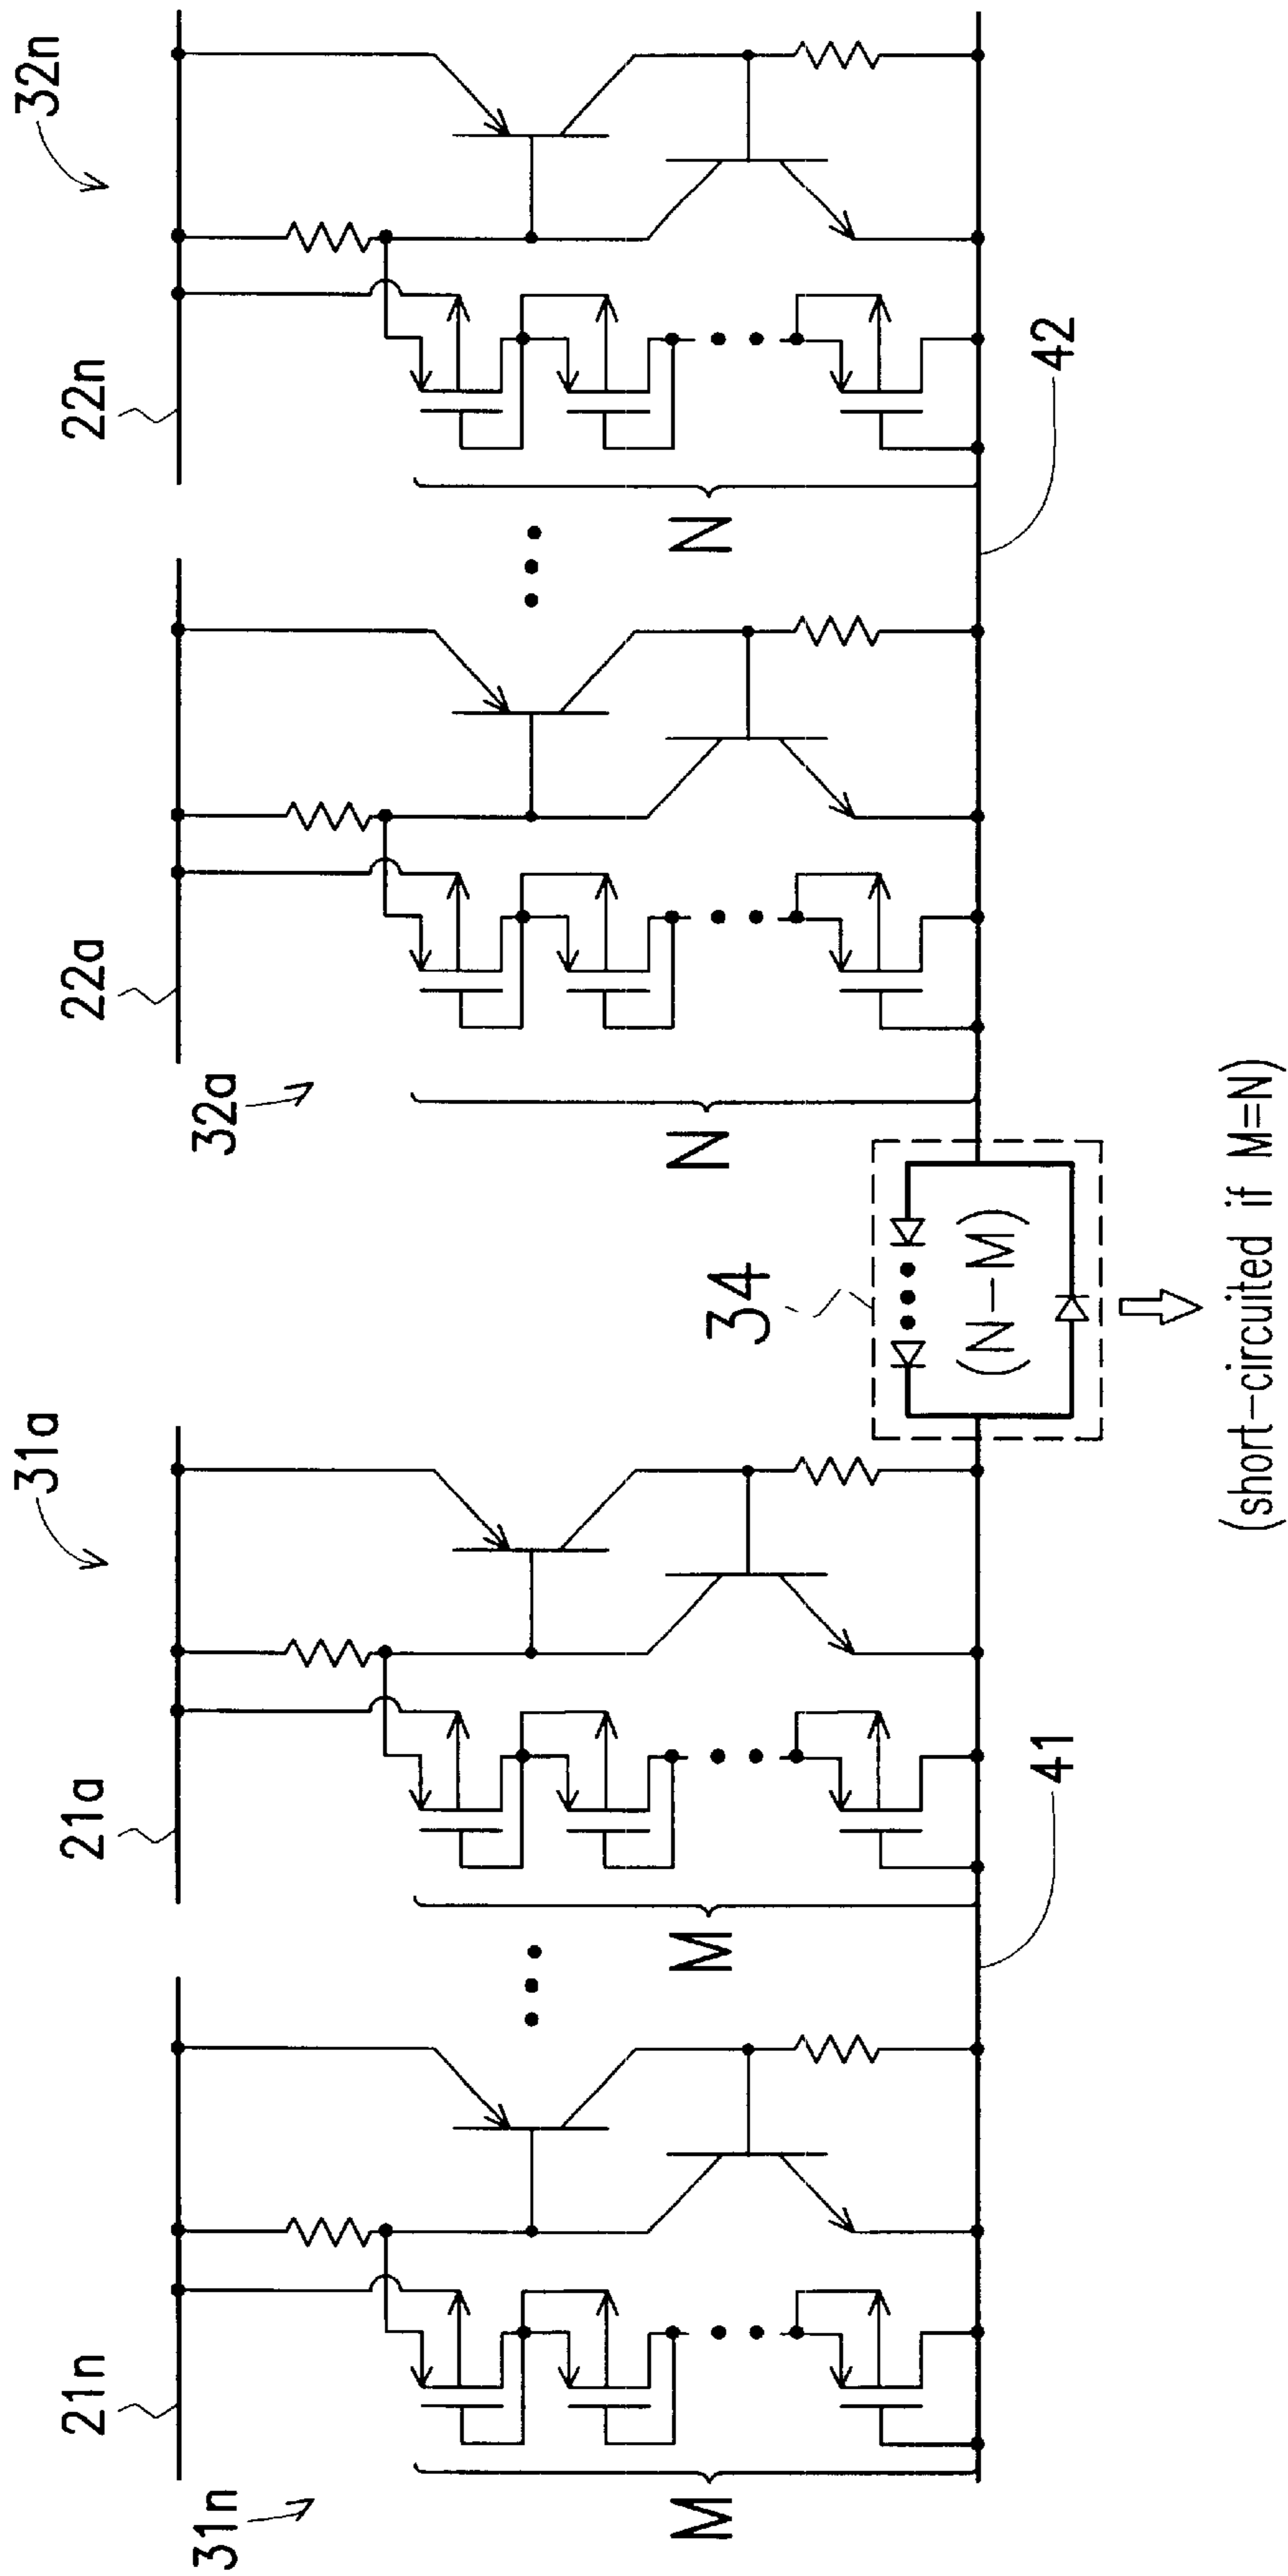 31n
21n
M
21a
31a
M
41
34
(N-M)
(short-circuited if M=N)
32a
22a
N
22n
32n
N
42